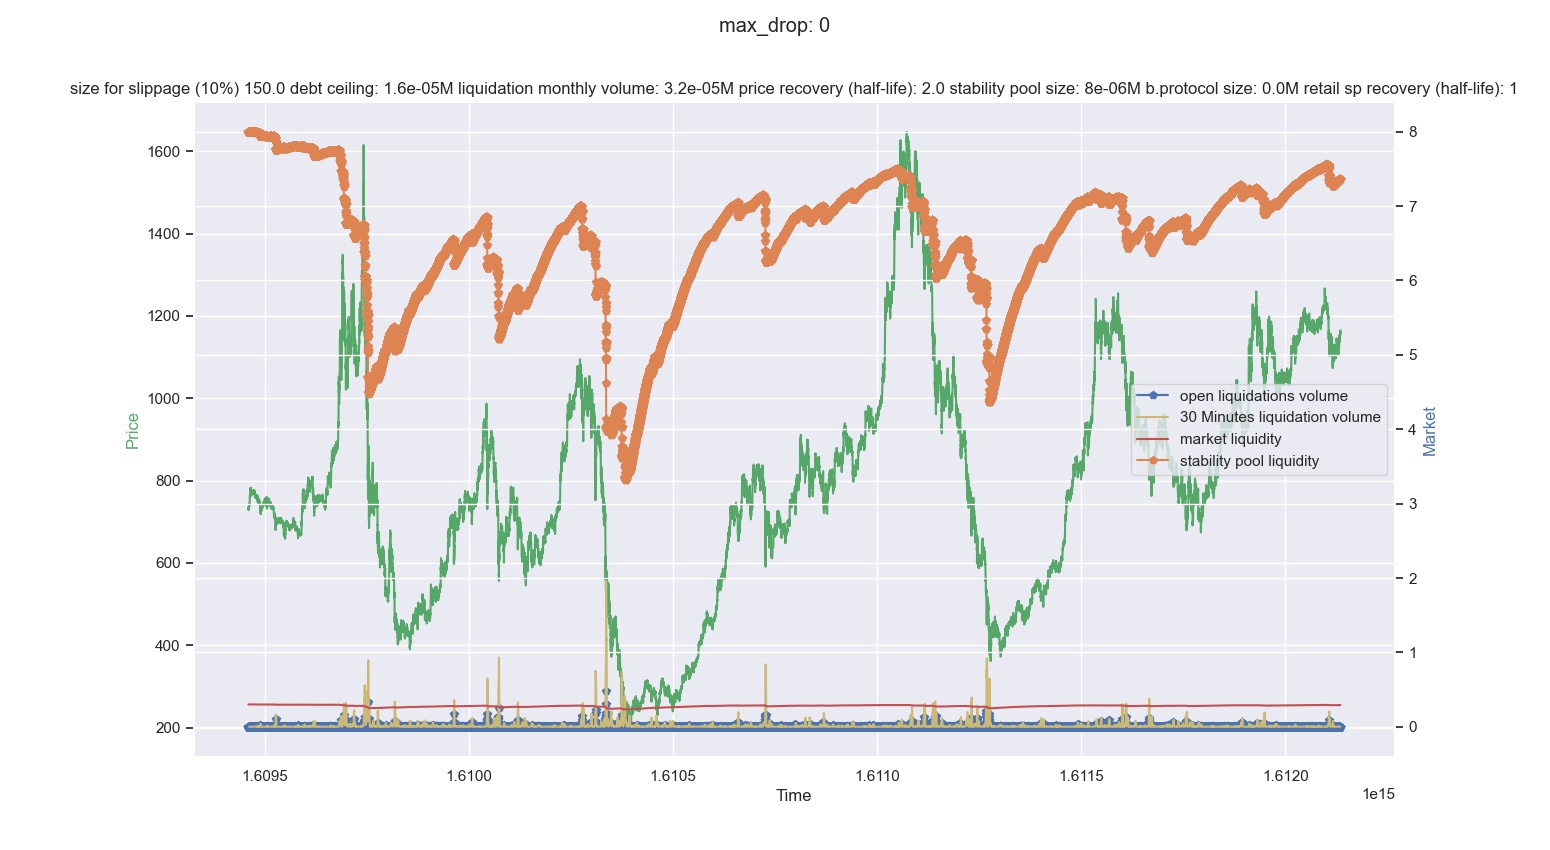 max_drop: 0
size for slippage (10%) 150.0 debt ceiling: 1.6e-05M liquidation monthly volume: 3.2e-05M price recovery (half-life): 2.0 stability pool size: 8e-06M b.protocol size: 0.0M retail sp recovery (half-life): 1
1600
1400
1200
1000
800
600
400
200
Price
8
7
6
5
4
3
2
1
0
Market
open liquidations volume
30 Minutes liquidation volume
market liquidity
stability pool liquidity
1.6095
1.6100
1.6105
1.6110
1.6115
1.6120
Time
1e15